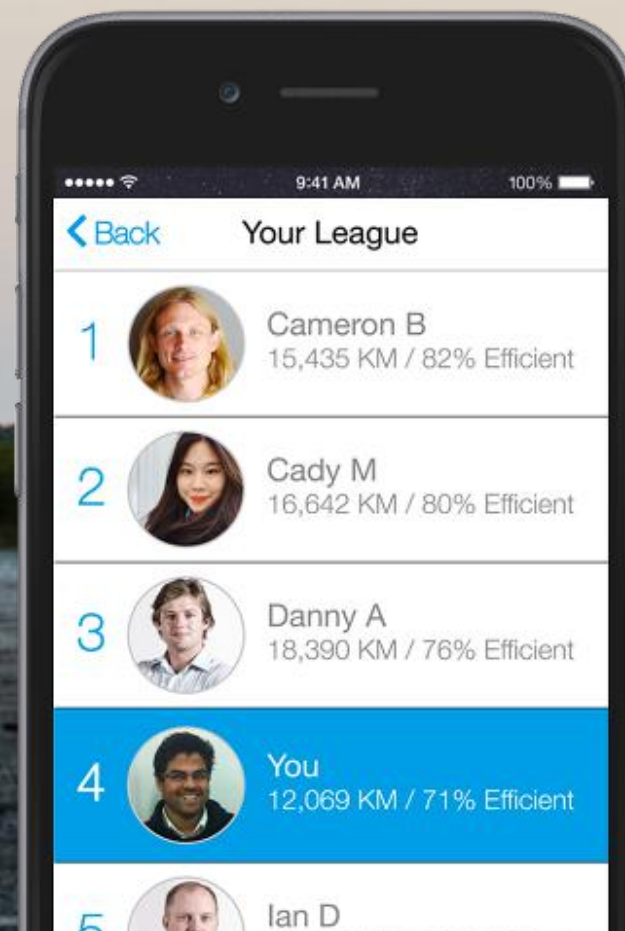 9:41 AM
100%
Back
Your League
1
Cameron B
15,435 KM / 82% Efficient
2
Cady M
16,642 KM / 80% Efficient
3
Danny A
18,390 KM / 76% Efficient
4
You
12,069 KM / 71% Efficient
5
Ian D